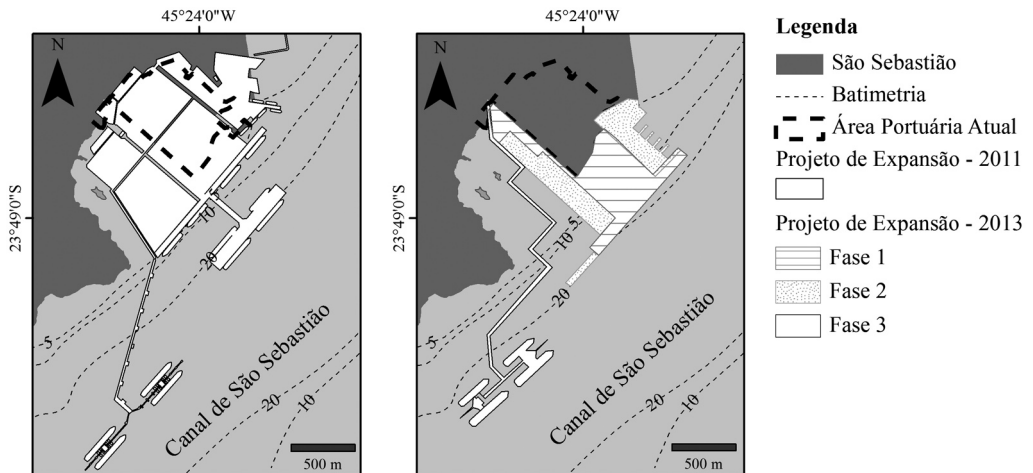 45°24'0"W
N
23°49'0"S
10
20
5
Canal de São Sebastião
20
10
500 m
45°24'0"W
N
23°49'0"S
5
10
20
5
Canal de São Sebastião
20
10
500 m
Legenda
São Sebastião
Batimetria
Área Portuária Atual
Projeto de Expansão - 2011
Projeto de Expansão - 2013
Fase 1
Fase 2
Fase 3